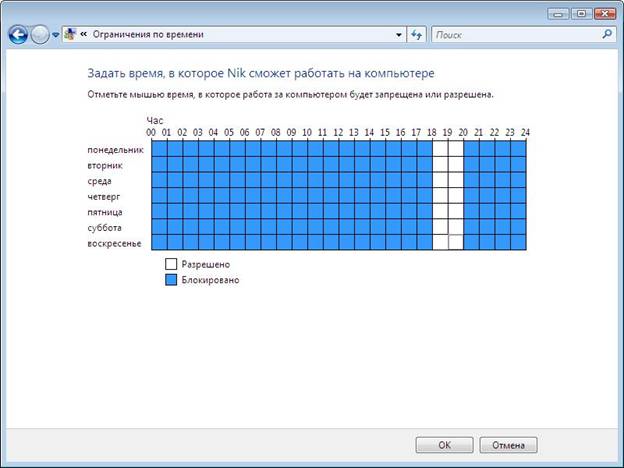 « Ограничения по времени
Поиск
Задать время, в которое Nik сможет работать на компьютере
Отметьте мышью время, в которое работа за компьютером будет запрещена или разрешена.
Час
00 01 02 03 04 05 06 07 08 09 10 11 12 13 14 15 16 17 18 19 20 21 22 23 24
понедельник
вторник
среда
четверг
пятница
суббота
воскресенье
Разрешено
Блокировано
ОК Отмена